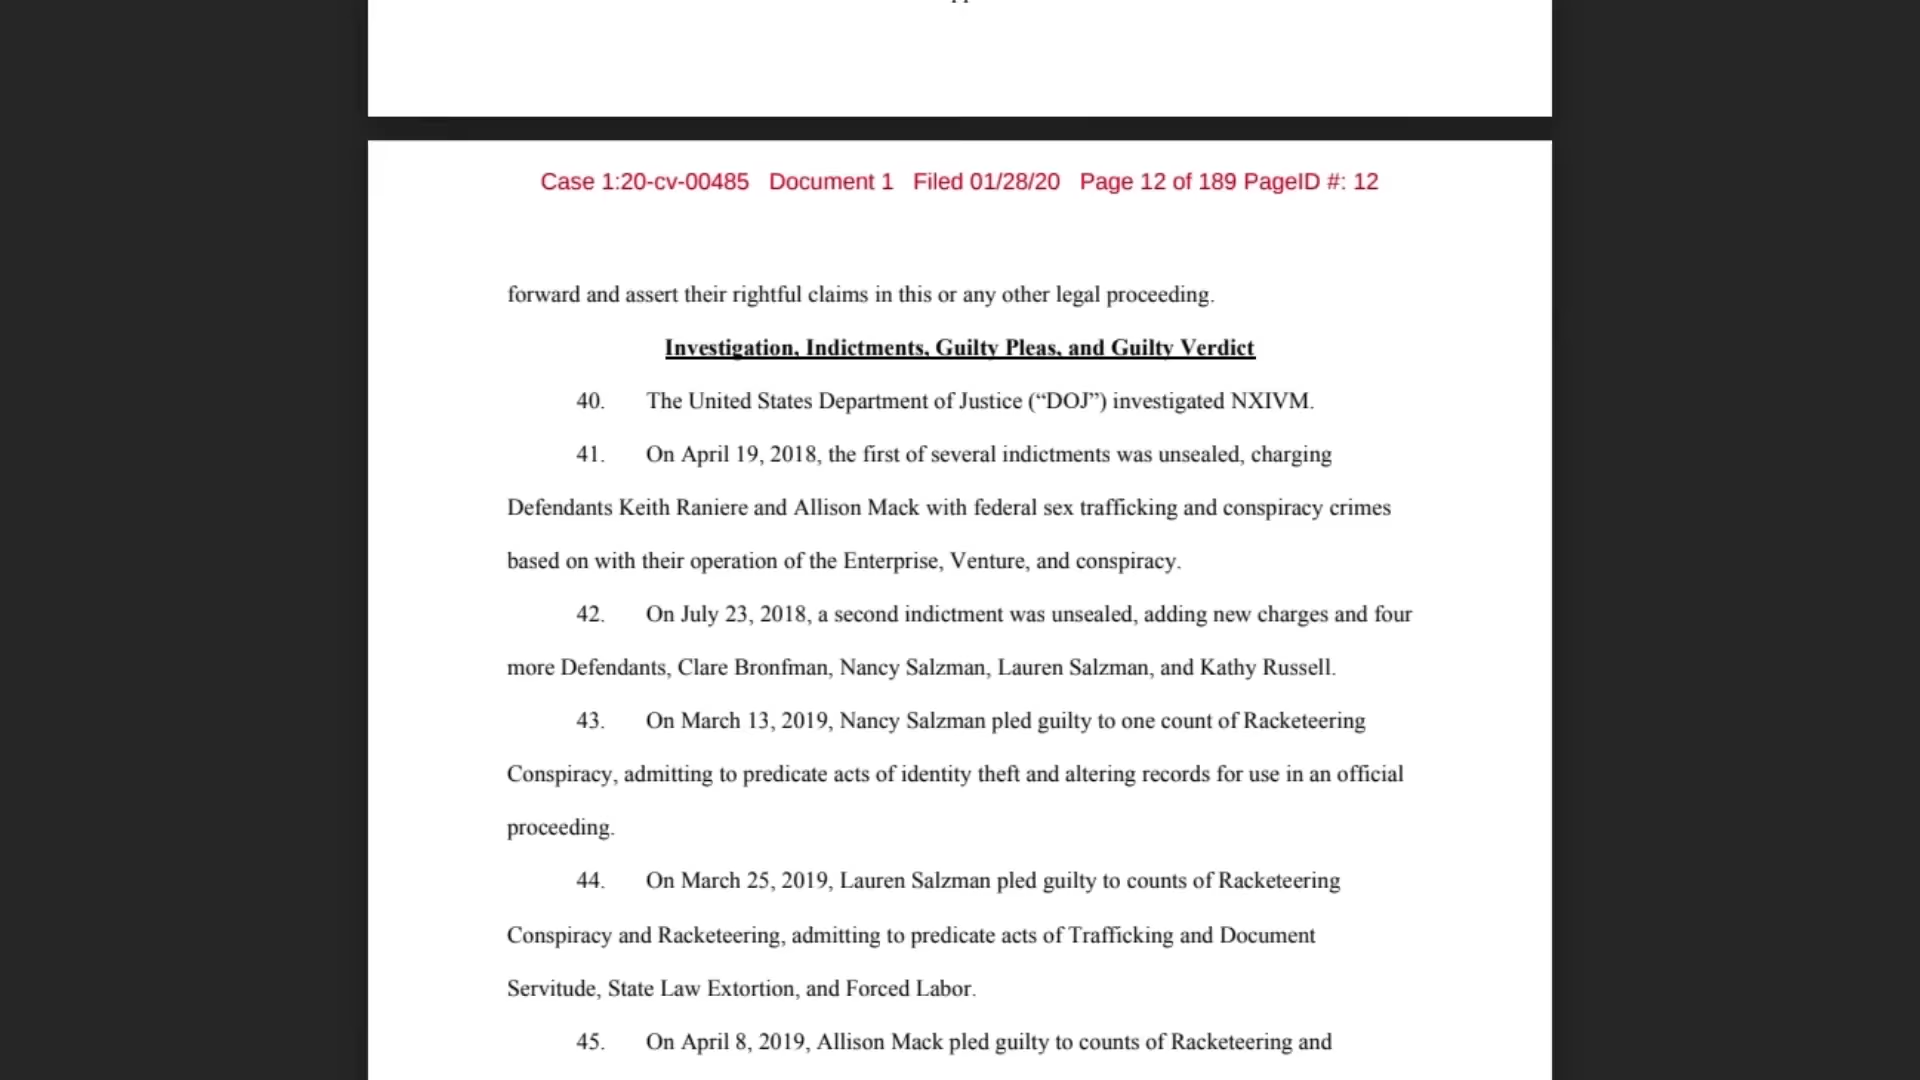 Case 1:20-cv-00485 Document 1 Filed 01/28/20 Page 12 of 189 PageID #: 12
forward and assert their rightful claims in this or any other legal proceeding.
Investigation, Indictments, Guilty Pleas, and Guilty Verdict
40. The United States Department of Justice (“DOJ”) investigated NXIVM.
41. On April 19, 2018, the first of several indictments was unsealed, charging
Defendants Keith Raniere and Allison Mack with federal sex trafficking and conspiracy crimes
based on with their operation of the Enterprise, Venture, and conspiracy.
42. On July 23, 2018, a second indictment was unsealed, adding new charges and four
more Defendants, Clare Bronfman, Nancy Salzman, Lauren Salzman, and Kathy Russell.
43. On March 13, 2019, Nancy Salzman pled guilty to one count of Racketeering
Conspiracy, admitting to predicate acts of identity theft and altering records for use in an official
proceeding.
44. On March 25, 2019, Lauren Salzman pled guilty to counts of Racketeering
Conspiracy and Racketeering, admitting to predicate acts of Trafficking and Document
Servitude, State Law Extortion, and Forced Labor.
45. On April 8, 2019, Allison Mack pled guilty to counts of Racketeering and